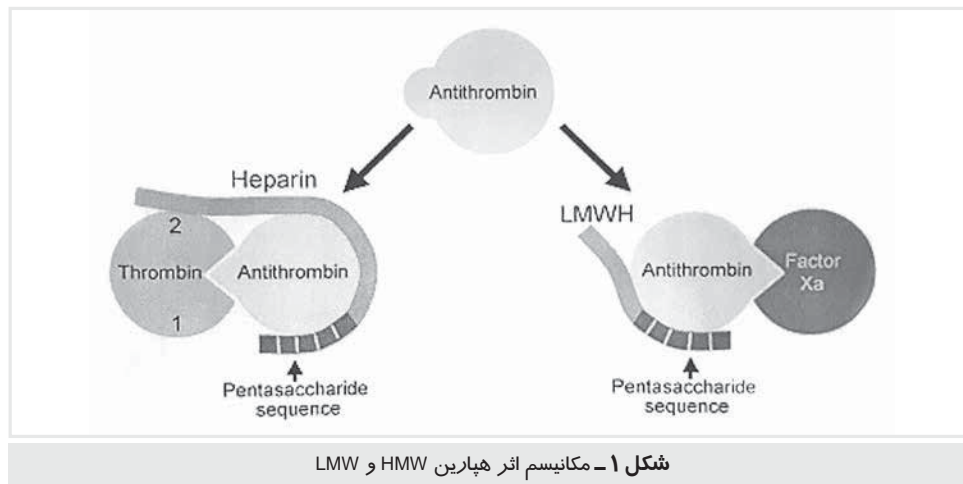 Antithrombin
Heparin
LMWH
2
Thrombin
Antithrombin
1
Antithrombin
Factor
Xa
Pentasaccharide
sequence
Pentasaccharide
sequence
شکل ۱ ــ مکانیسم اثر هپارین HMW و LMW